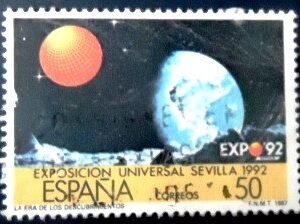 EXPO 92
EXPOSICION UNIVERSAL SEVILLA 1992
ESPAÑA CORREOS 50
LA ERA DE LOS DESCUBRIMIENTOS F.N.M.T. 1987